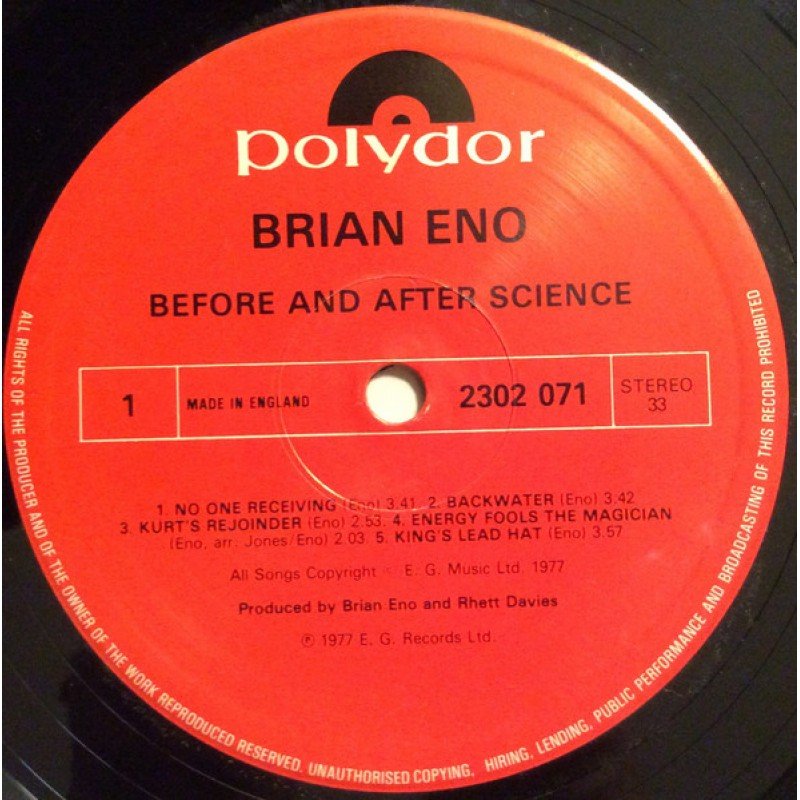 polydor
BRIAN ENO
BEFORE AND AFTER SCIENCE
1 MADE IN ENGLAND 2302 071 STEREO
33
1. NO ONE RECEIVING (Eno) 3.41. 2. BACKWATER (Eno) 3.42
3. KURT'S REJOINDER (Eno) 2.53. 4. ENERGY FOOLS THE MAGICIAN
(Eno, arr. Jones/Eno) 2.03. 5. KING'S LEAD HAT (Eno) 3.57
All Songs Copyright © E. G. Music Ltd. 1977
Produced by Brian Eno and Rhett Davies
℗ 1977 E. G. Records Ltd.
ALL RIGHTS OF THE PRODUCER AND OF THE OWNER OF THE WORK REPRODUCED RESERVED. UNAUTHORISED COPYING, HIRING, LENDING, PUBLIC PERFORMANCE AND BROADCASTING OF THIS RECORD PROHIBITED